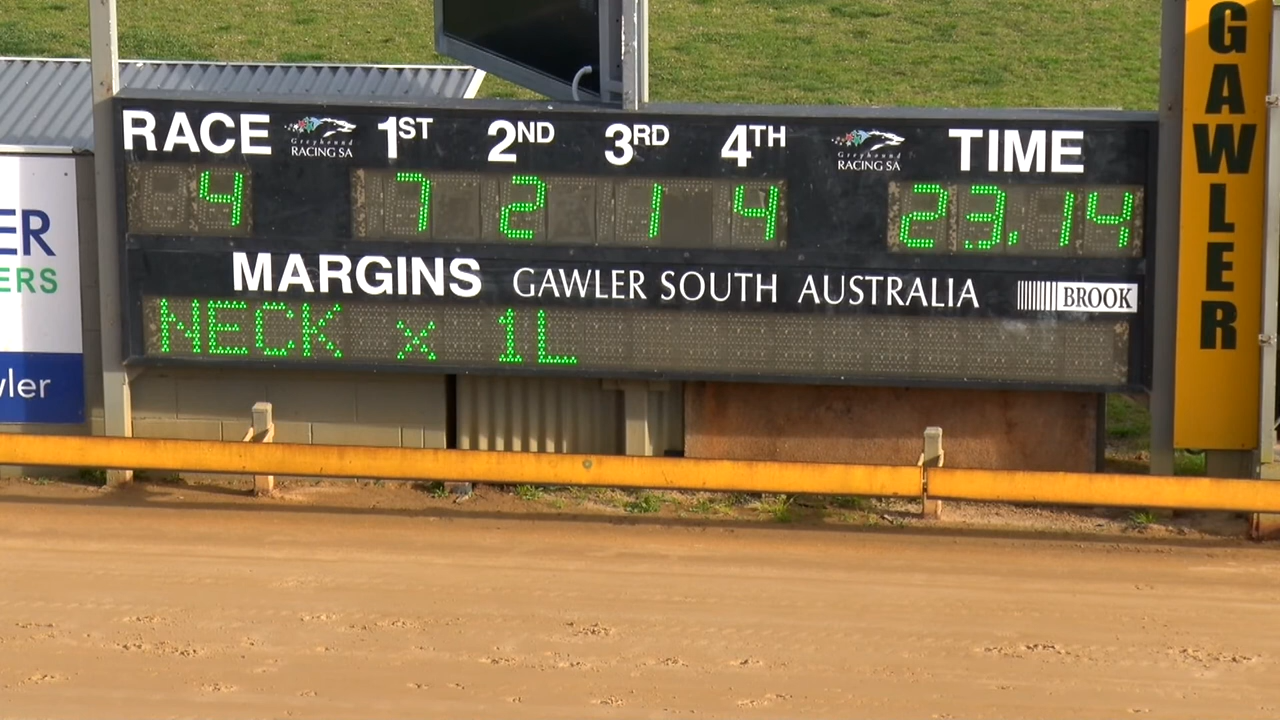 RACE Greyhound RACING SA 1ST 2ND 3RD 4TH Greyhound RACING SA TIME
4 7 2 1 4 23.14
MARGINS GAWLER SOUTH AUSTRALIA BROOK
NECK x 1L
GAWLER
ER
ERS
wler